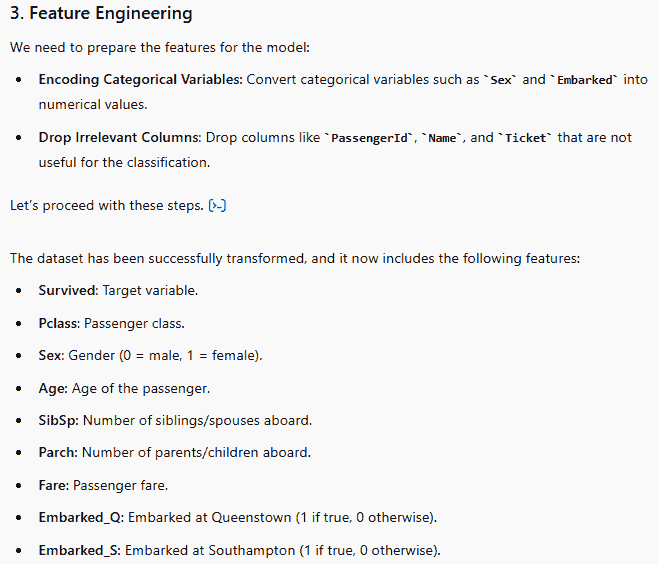 3. Feature Engineering
We need to prepare the features for the model:
• Encoding Categorical Variables: Convert categorical variables such as `Sex` and `Embarked` into
numerical values.
• Drop Irrelevant Columns: Drop columns like `PassengerId`, `Name`, and `Ticket` that are not
useful for the classification.
Let's proceed with these steps. [>-]
The dataset has been successfully transformed, and it now includes the following features:
• Survived: Target variable.
• Pclass: Passenger class.
• Sex: Gender (0 = male, 1 = female).
• Age: Age of the passenger.
• SibSp: Number of siblings/spouses aboard.
• Parch: Number of parents/children aboard.
• Fare: Passenger fare.
• Embarked_Q: Embarked at Queenstown (1 if true, 0 otherwise).
• Embarked_S: Embarked at Southampton (1 if true, 0 otherwise).